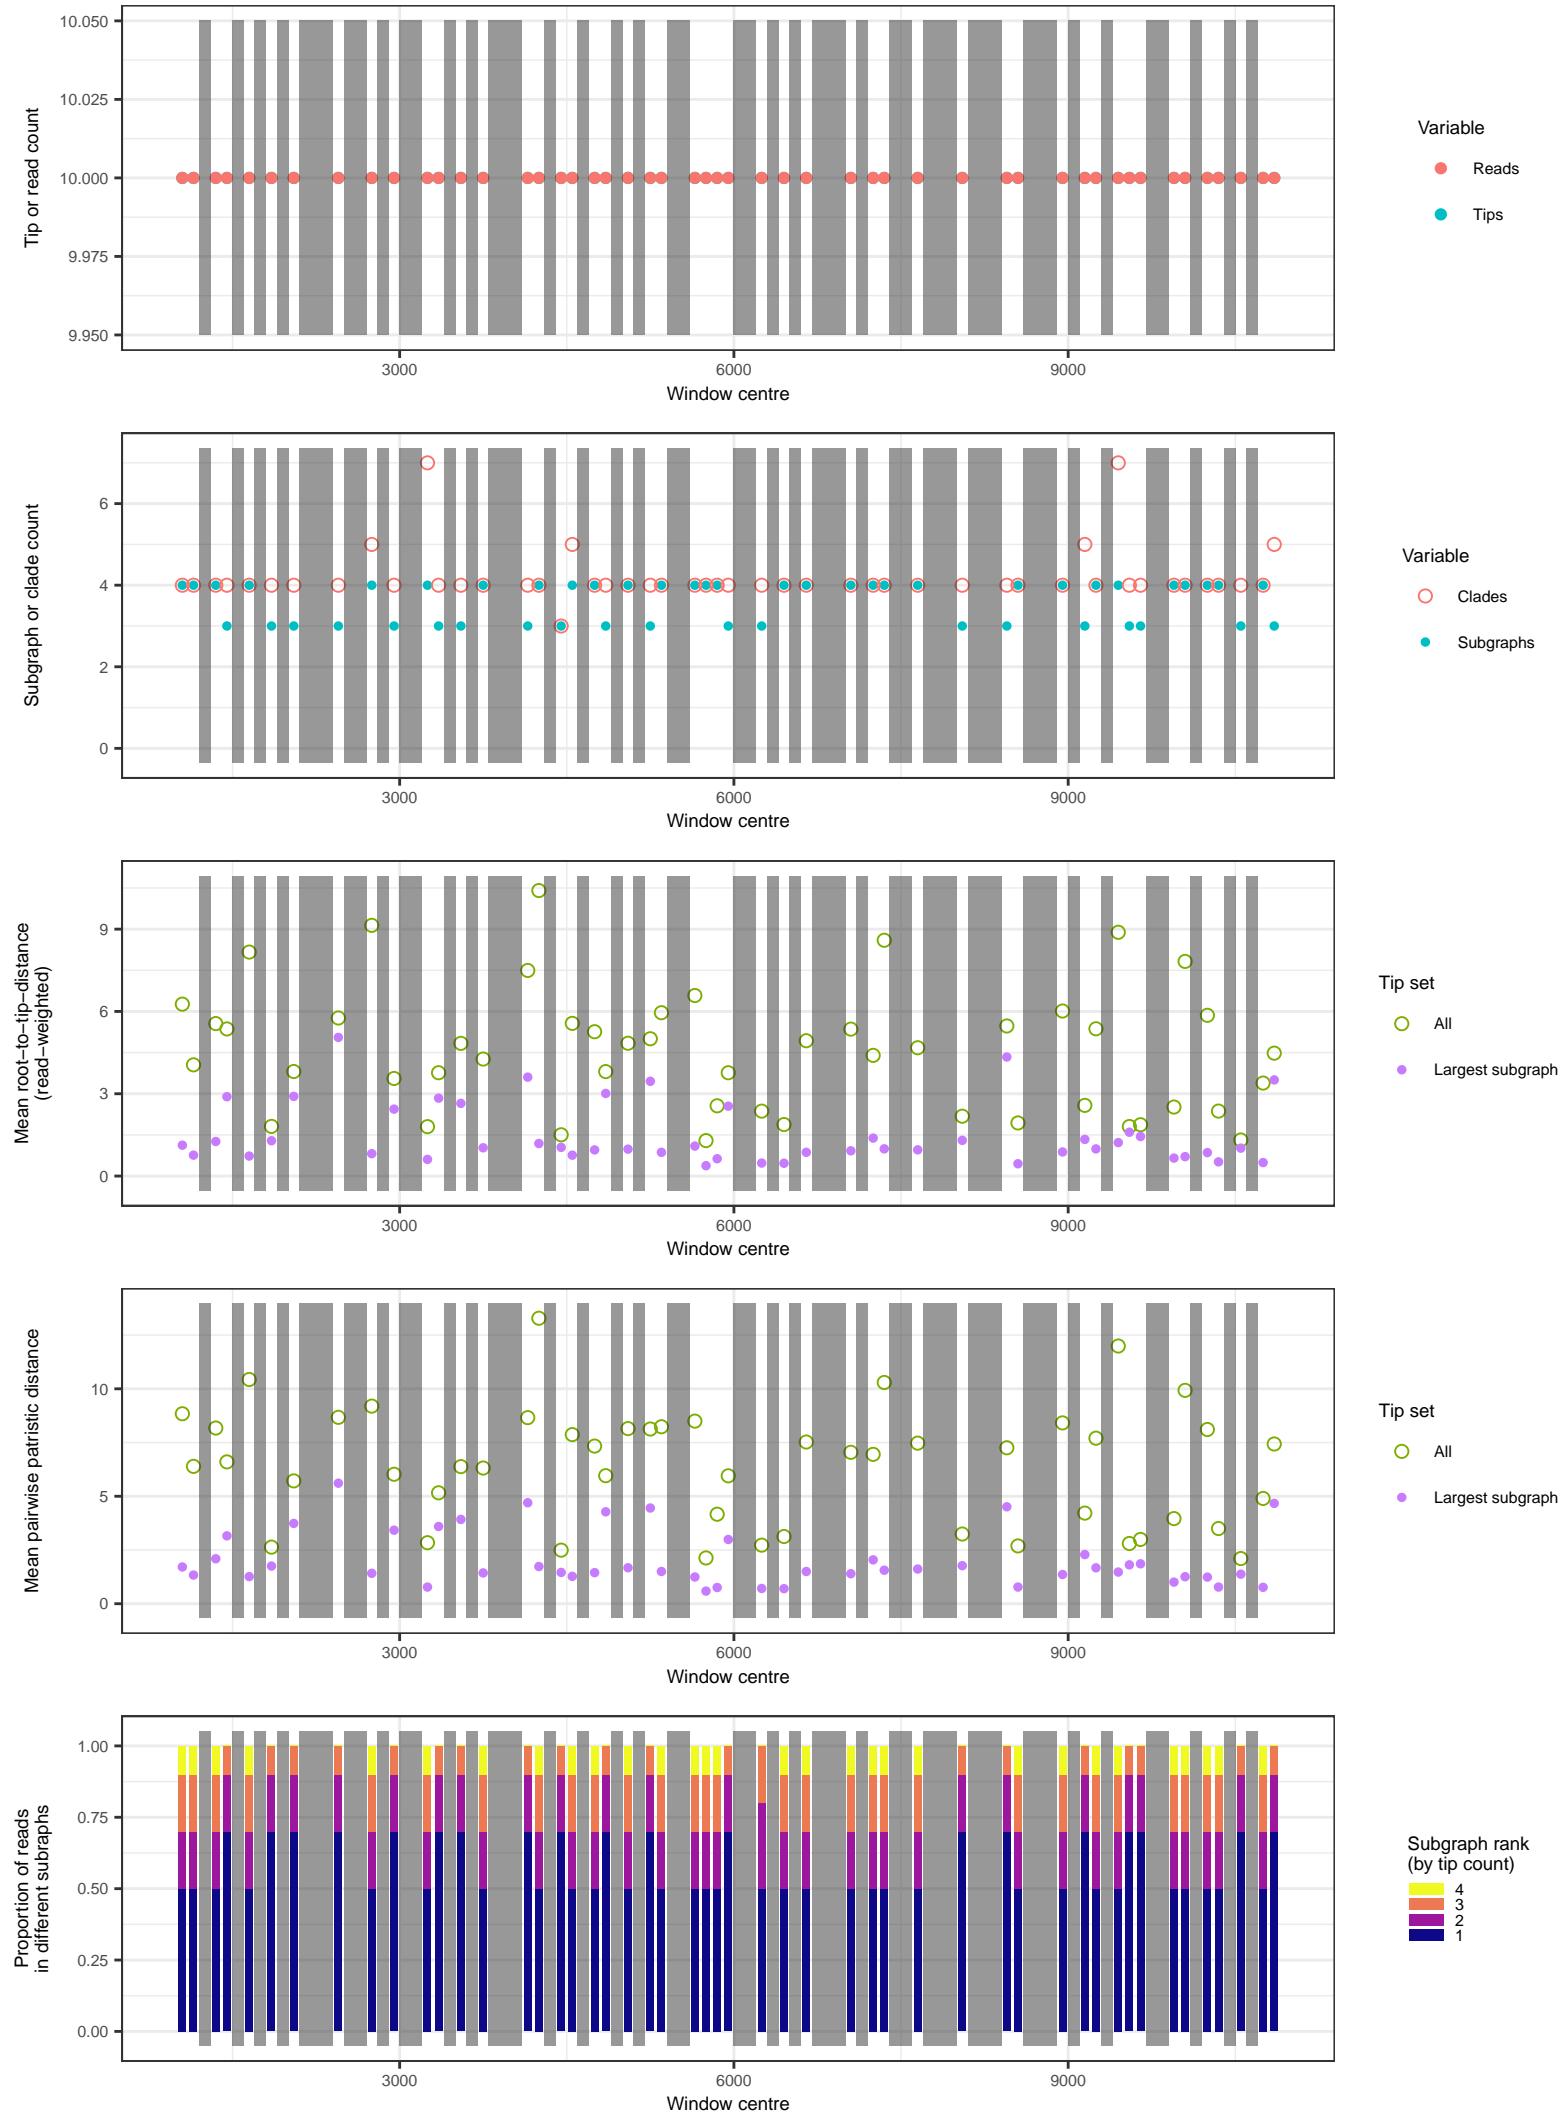 10.050
10.025
10.000
9.975
9.950
Tip or read count
3000
6000
9000
Window centre
Variable
Reads
Tips
6
4
2
0
Subgraph or clade count
3000
6000
9000
Window centre
Variable
Clades
Subgraphs
9
6
3
0
Mean root−to−tip−distance
(read−weighted)
3000
6000
9000
Window centre
Tip set
All
Largest subgraph
10
5
0
Mean pairwise patristic distance
3000
6000
9000
Window centre
Tip set
All
Largest subgraph
1.00
0.75
0.50
0.25
0.00
Proportion of reads
in different subraphs
3000
6000
9000
Window centre
Subgraph rank
(by tip count)
4
3
2
1